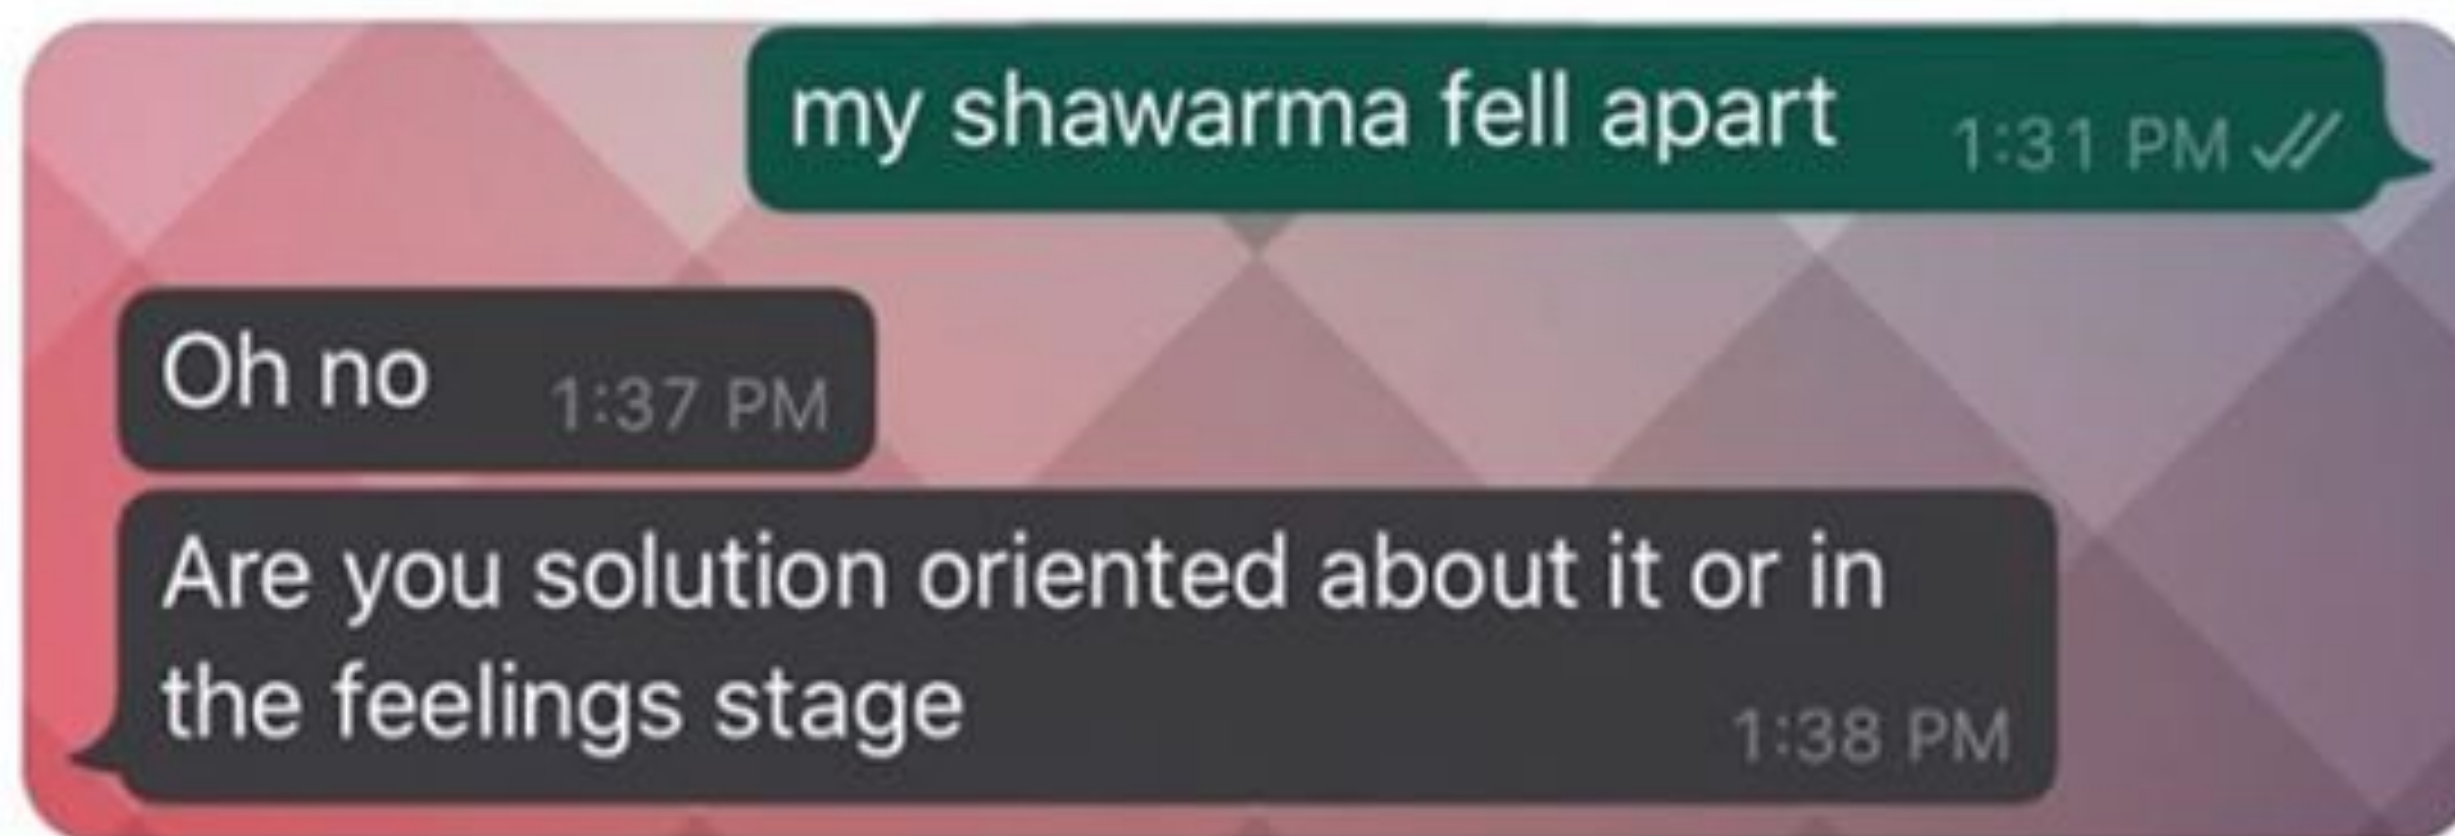 my shawarma fell apart 1:31 PM
Oh no 1:37 PM
Are you solution oriented about it or in
the feelings stage 1:38 PM